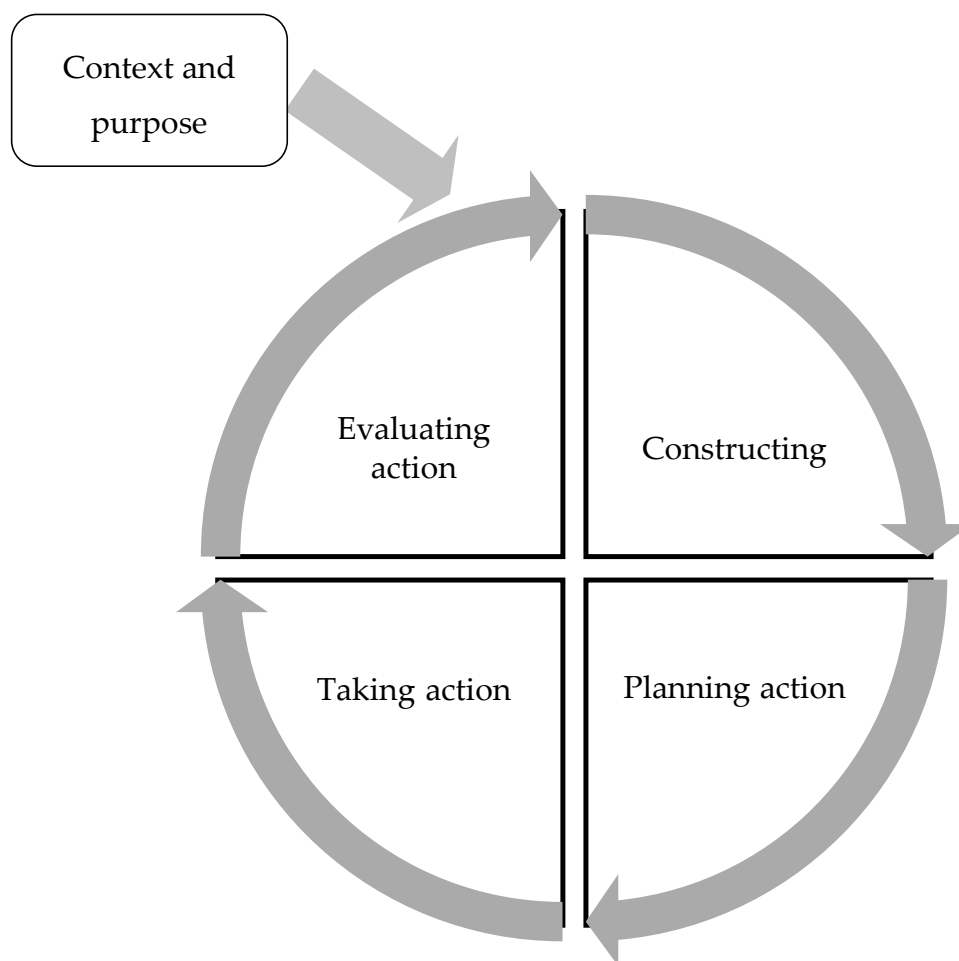 Context and
purpose
Evaluating
action
Constructing
Taking action
Planning action